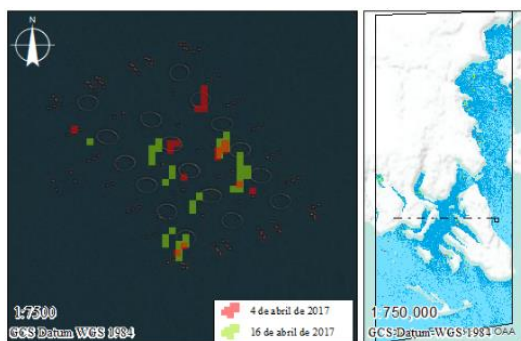 N
1:7500
GCS Datum WGS 1984
4 de abril de 2017
16 de abril de 2017
1:750,000
GCS-Datum-WGS-1984
OAA